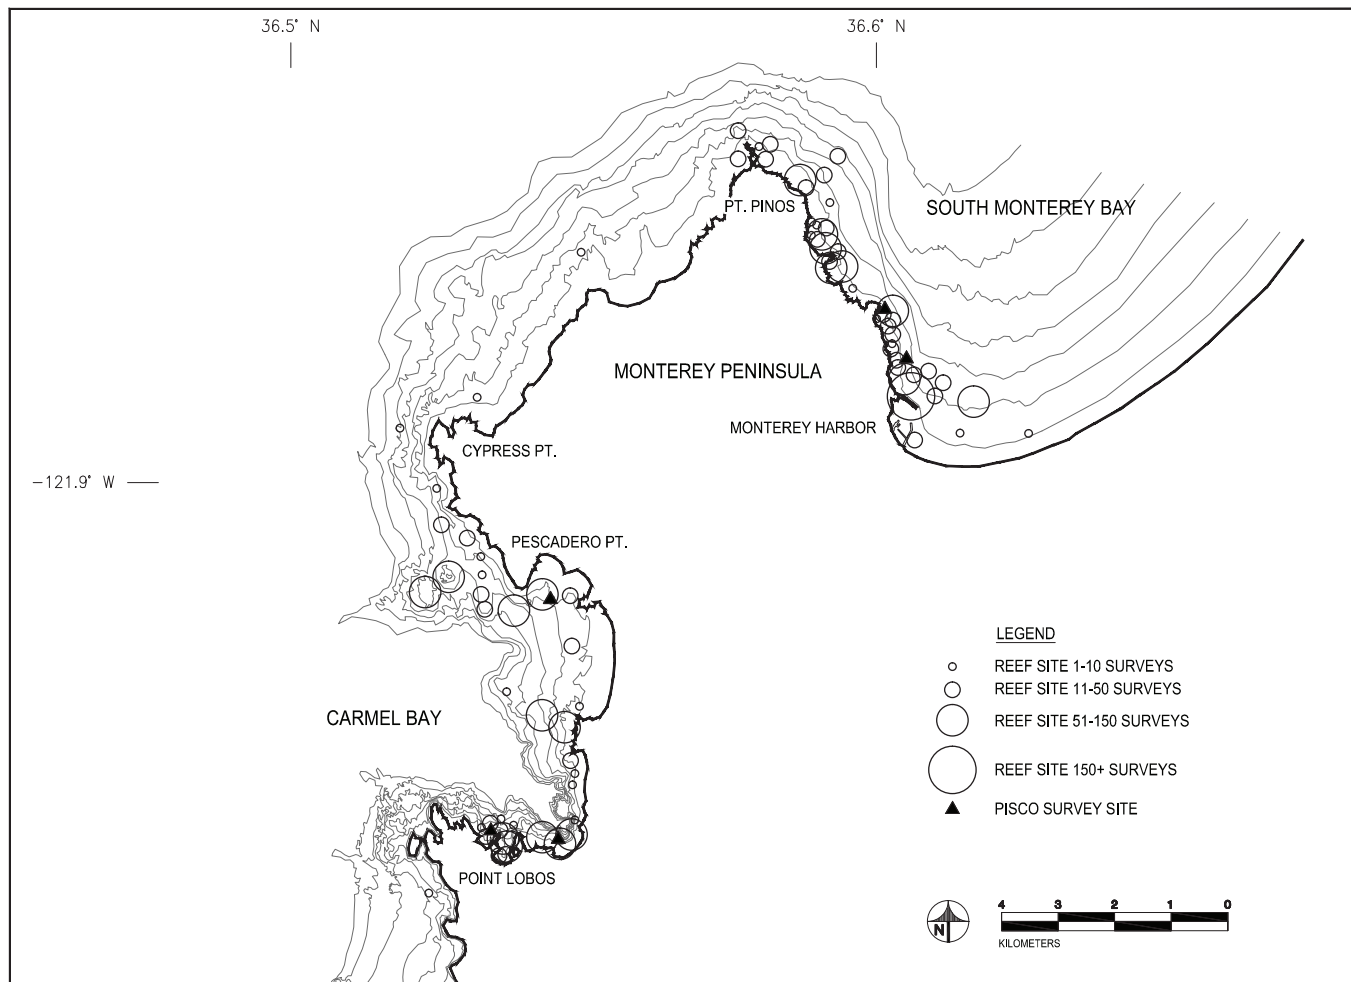 36.5° N
36.6° N
PT. PINOS
SOUTH MONTEREY BAY
MONTEREY PENINSULA
MONTEREY HARBOR
CYPRESS PT.
−121.9° W
PESCADERO PT.
CARMEL BAY
POINT LOBOS
LEGEND
REEF SITE 1-10 SURVEYS
REEF SITE 11-50 SURVEYS
REEF SITE 51-150 SURVEYS
REEF SITE 150+ SURVEYS
PISCO SURVEY SITE
N
4 3 2 1 0
KILOMETERS